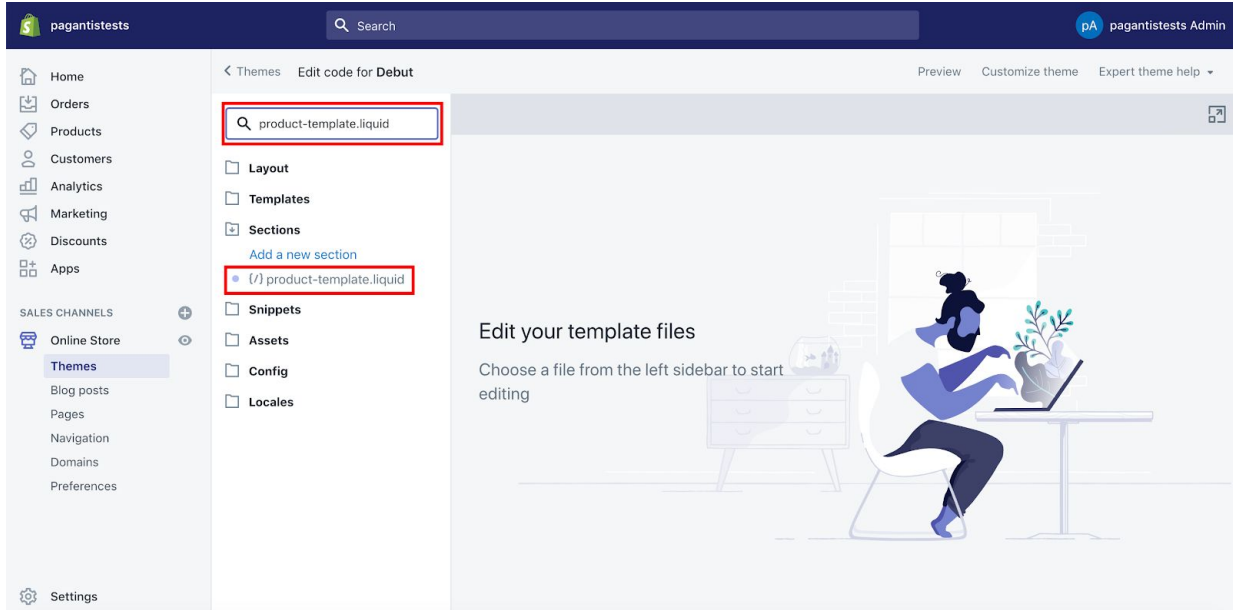 pagantistests
Search
pA
pagantistests Admin
Home
Orders
Products
Customers
Analytics
Marketing
Discounts
Apps
SALES CHANNELS
Online Store
Themes
Blog posts
Pages
Navigation
Domains
Preferences
Settings
Themes
Edit code for Debut
Preview
Customize theme
Expert theme help
product-template.liquid
Layout
Templates
Sections
Add a new section
{/} product-template.liquid
Snippets
Assets
Config
Locales
Edit your template files
Choose a file from the left sidebar to start
editing